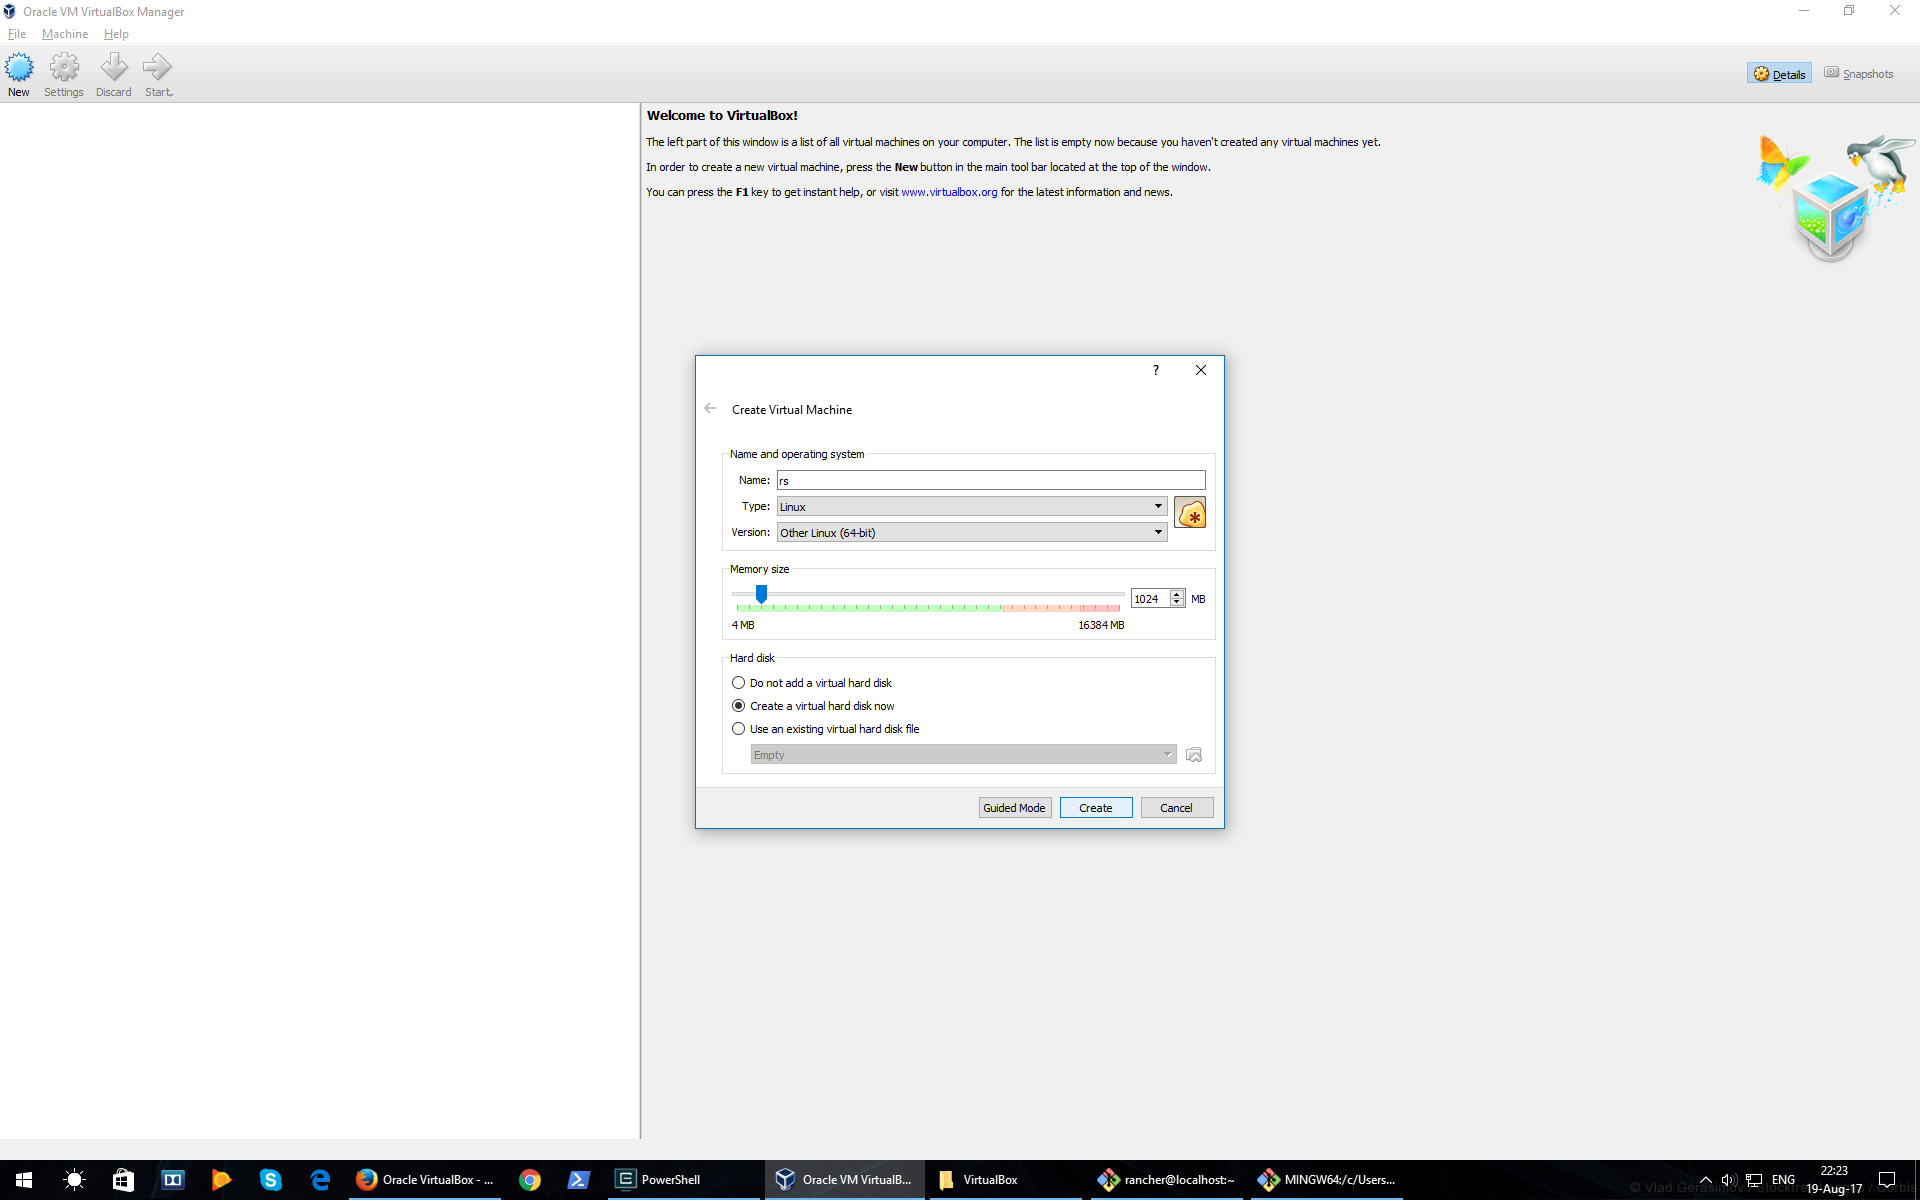 Oracle VM VirtualBox Manager
File Machine Help
New Settings Discard Start
Details Snapshots
Welcome to VirtualBox!
The left part of this window is a list of all virtual machines on your computer. The list is empty now because you haven't created any virtual machines yet.
In order to create a new virtual machine, press the New button in the main tool bar located at the top of the window.
You can press the F1 key to get instant help, or visit www.virtualbox.org for the latest information and news.
?
Create Virtual Machine
Name and operating system
Name: rs
Type: Linux
Version: Other Linux (64-bit)
Memory size
1024 MB
4 MB 16384 MB
Hard disk
Do not add a virtual hard disk
Create a virtual hard disk now
Use an existing virtual hard disk file
Empty
Guided Mode Create Cancel
Oracle VirtualBox - ... PowerShell Oracle VM VirtualB... VirtualBox rancher@localhost:~ MINGW64:/c/Users... ENG
22:23
19-Aug-17